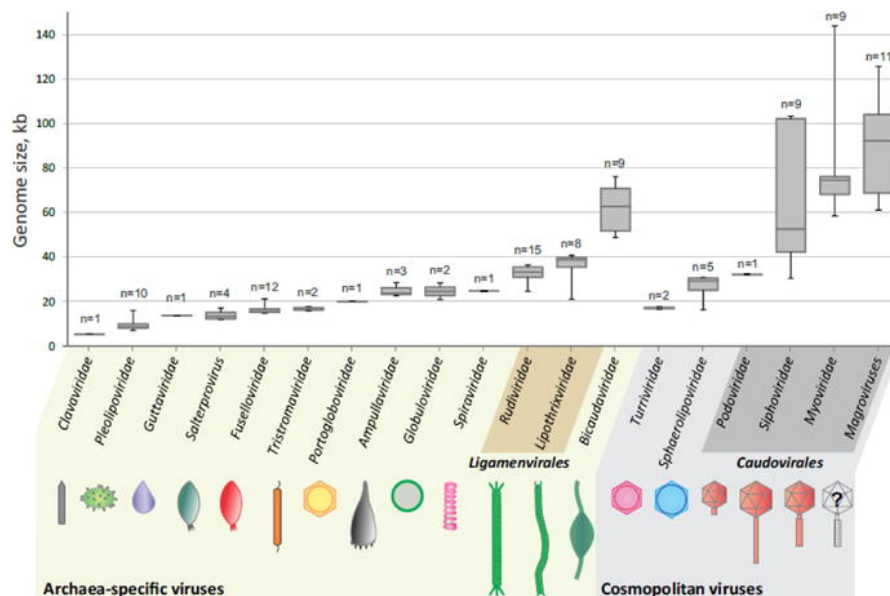 Genome size, kb
140
120
100
80
60
40
20
0
n=1
n=10
n=1
n=4
n=12
n=2
n=1
n=3
n=2
n=1
n=15
n=8
n=9
n=2
n=5
n=1
n=9
n=9
n=11
Clavaviridae
Pleolipoviridae
Guttaviridae
Salterprovirus
Fuselloviridae
Tristromaviridae
Portogloboviridae
Ampullaviridae
Globuloviridae
Spiroviridae
Rudiviridae
Lipothrixviridae
Bicaudaviridae
Turriviridae
Sphaerolipoviridae
Podoviridae
Siphoviridae
Myoviridae
Magroviruses
Ligamenvirales
Caudovirales
?
Archaea-specific viruses
Cosmopolitan viruses